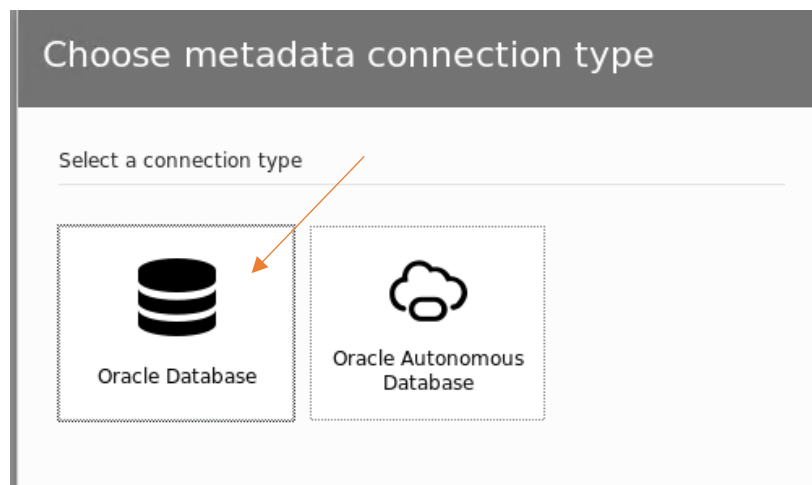 Choose metadata connection type
Select a connection type
Oracle Database
Oracle Autonomous
Database